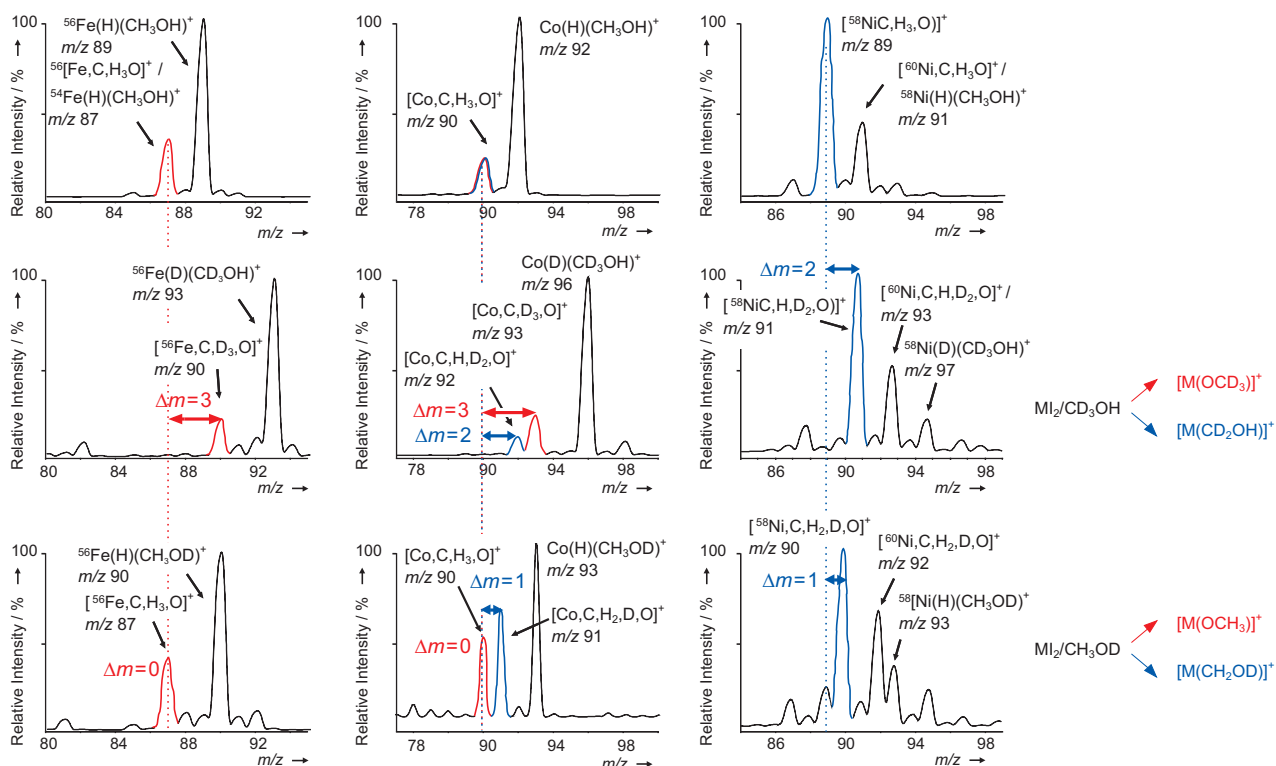 Relative Intensity / % →
100
⁵⁶Fe(H)(CH₃OH)⁺
m/z 89
⁵⁶[Fe,C,H₃O]⁺ /
⁵⁴Fe(H)(CH₃OH)⁺
m/z 87
80 84 88 92
m/z →
Relative Intensity / % →
100
Co(H)(CH₃OH)⁺
m/z 92
[Co,C,H₃,O]⁺
m/z 90
78 90 94 98
m/z →
Relative Intensity / % →
100
[⁵⁸NiC,H₃,O)]⁺
m/z 89
[⁶⁰Ni,C,H₃O]⁺ /
⁵⁸Ni(H)(CH₃OH)⁺
m/z 91
86 90 94 98
m/z →
Relative Intensity / % →
100
⁵⁶Fe(D)(CD₃OH)⁺
m/z 93
[⁵⁶Fe,C,D₃,O]⁺
m/z 90
Δm=3
80 84 88 92
m/z →
Relative Intensity / % →
100
Co(D)(CD₃OH)⁺
m/z 96
[Co,C,D₃,O]⁺
m/z 93
[Co,C,H,D₂,O]⁺
m/z 92
Δm=3
Δm=2
78 90 94 98
m/z →
Relative Intensity / % →
100
Δm=2
[⁵⁸NiC,H,D₂,O)]⁺
m/z 91
[⁶⁰Ni,C,H,D₂,O]⁺ /
m/z 93
⁵⁸Ni(D)(CD₃OH)⁺
m/z 97
86 90 94 98
m/z →
MI₂/CD₃OH
[M(OCD₃)]⁺
[M(CD₂OH)]⁺
Relative Intensity / % →
100
⁵⁶Fe(H)(CH₃OD)⁺
m/z 90
[⁵⁶Fe,C,H₃,O]⁺
m/z 87
Δm=0
80 84 88 92
m/z →
Relative Intensity / % →
100
[Co,C,H₃,O]⁺
m/z 90
Co(H)(CH₃OD)⁺
m/z 93
Δm=1
[Co,C,H₂,D,O]⁺
m/z 91
Δm=0
78 90 94 98
m/z →
Relative Intensity / % →
100
[⁵⁸Ni,C,H₂,D,O]⁺
m/z 90
[⁶⁰Ni,C,H₂,D,O]⁺
m/z 92
Δm=1
⁵⁸[Ni(H)(CH₃OD)⁺
m/z 93
86 90 94 98
m/z →
MI₂/CH₃OD
[M(OCH₃)]⁺
[M(CH₂OD)]⁺